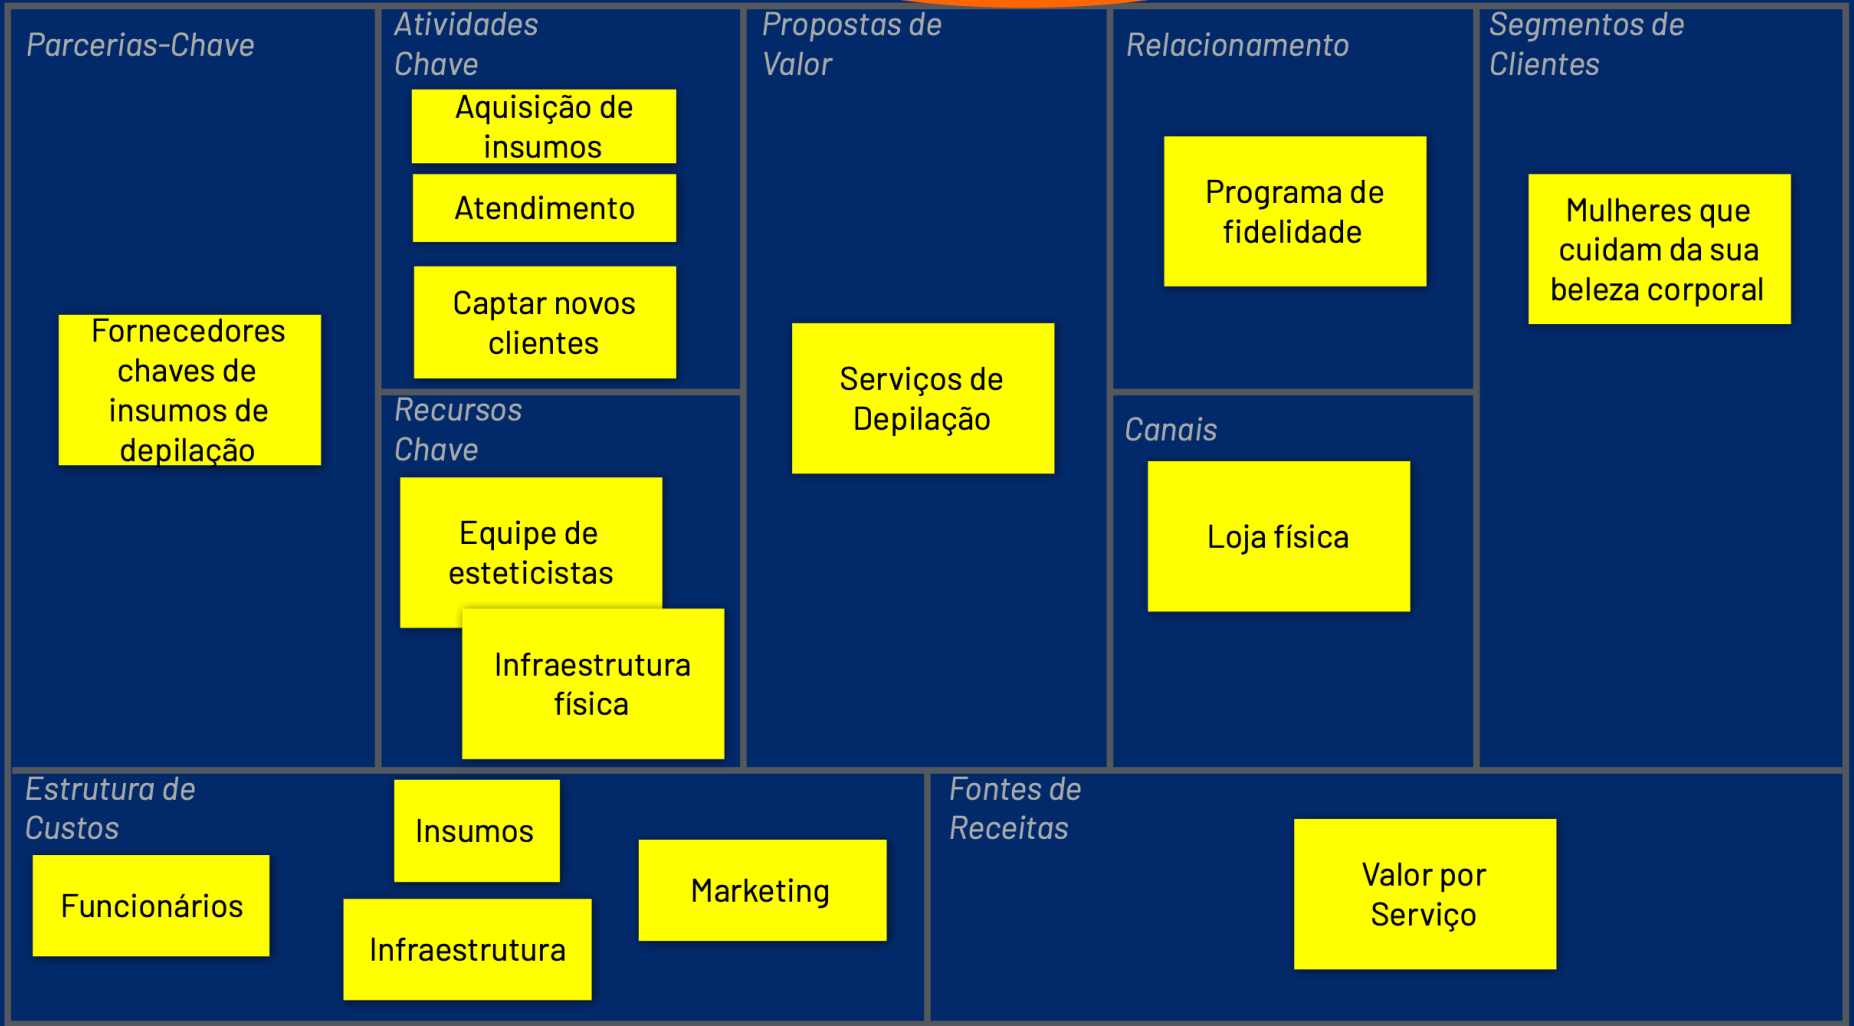 Parcerias-Chave
Fornecedores
chaves de
insumos de
depilação
Atividades
Chave
Aquisição de
insumos
Atendimento
Captar novos
clientes
Recursos
Chave
Equipe de
esteticistas
Infraestrutura
física
Propostas de
Valor
Serviços de
Depilação
Relacionamento
Programa de
fidelidade
Canais
Loja física
Segmentos de
Clientes
Mulheres que
cuidam da sua
beleza corporal
Estrutura de
Custos
Funcionários
Insumos
Infraestrutura
Marketing
Fontes de
Receitas
Valor por
Serviço